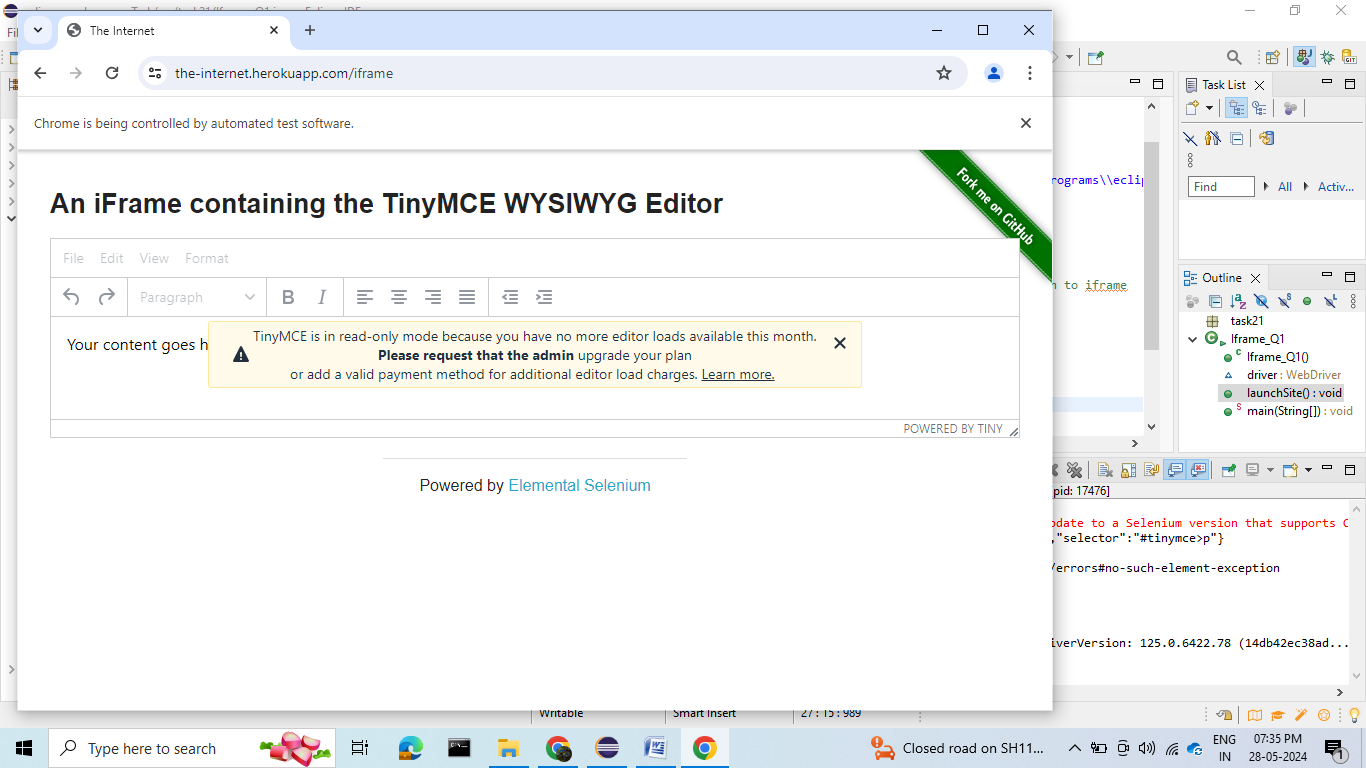 The Internet
the-internet.herokuapp.com/iframe
Chrome is being controlled by automated test software.
Fork me on GitHub
An iFrame containing the TinyMCE WYSIWYG Editor
File Edit View Format
Paragraph B I
Your content goes h
TinyMCE is in read-only mode because you have no more editor loads available this month.
Please request that the admin upgrade your plan
or add a valid payment method for additional editor load charges. Learn more.
POWERED BY TINY
Powered by Elemental Selenium
rograms\\eclip
to iframe
Task List
Find All Activ...
Outline
task21
Iframe_Q1
Iframe_Q1()
driver : WebDriver
launchSite() : void
main(String[]) : void
pid: 17476]
pdate to a Selenium version that supports C
,"selector":"#tinymce>p"}
/errors#no-such-element-exception
iverVersion: 125.0.6422.78 (14db42ec38ad...
Writable Smart Insert 27 : 15 : 989
Type here to search
Closed road on SH11...
ENG
IN
07:35 PM
28-05-2024
1